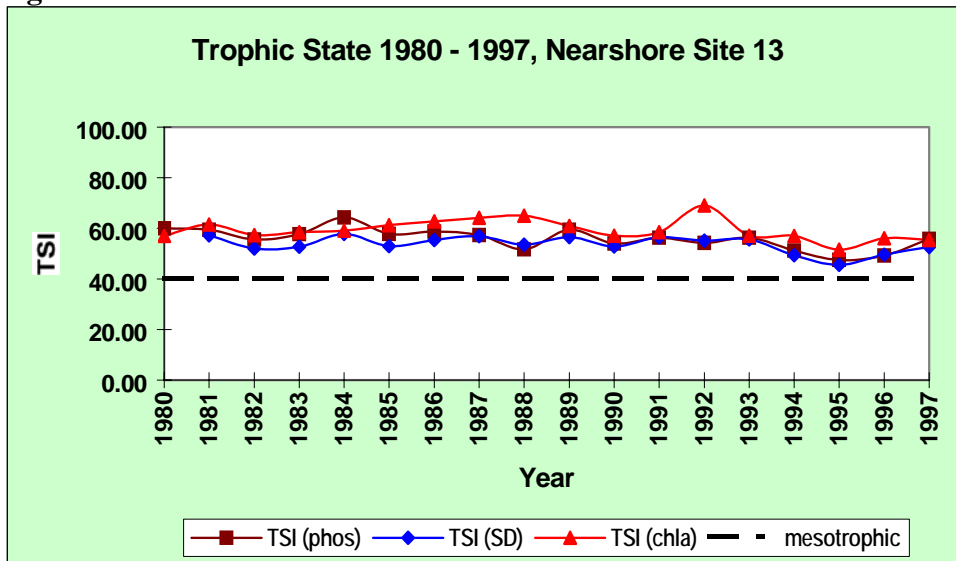 Trophic State 1980 - 1997, Nearshore Site 13
100.00
80.00
60.00
40.00
20.00
0.00
TSI
1980 1981 1982 1983 1984 1985 1986 1987 1988 1989 1990 1991 1992 1993 1994 1995 1996 1997
Year
TSI (phos) TSI (SD) TSI (chla) mesotrophic